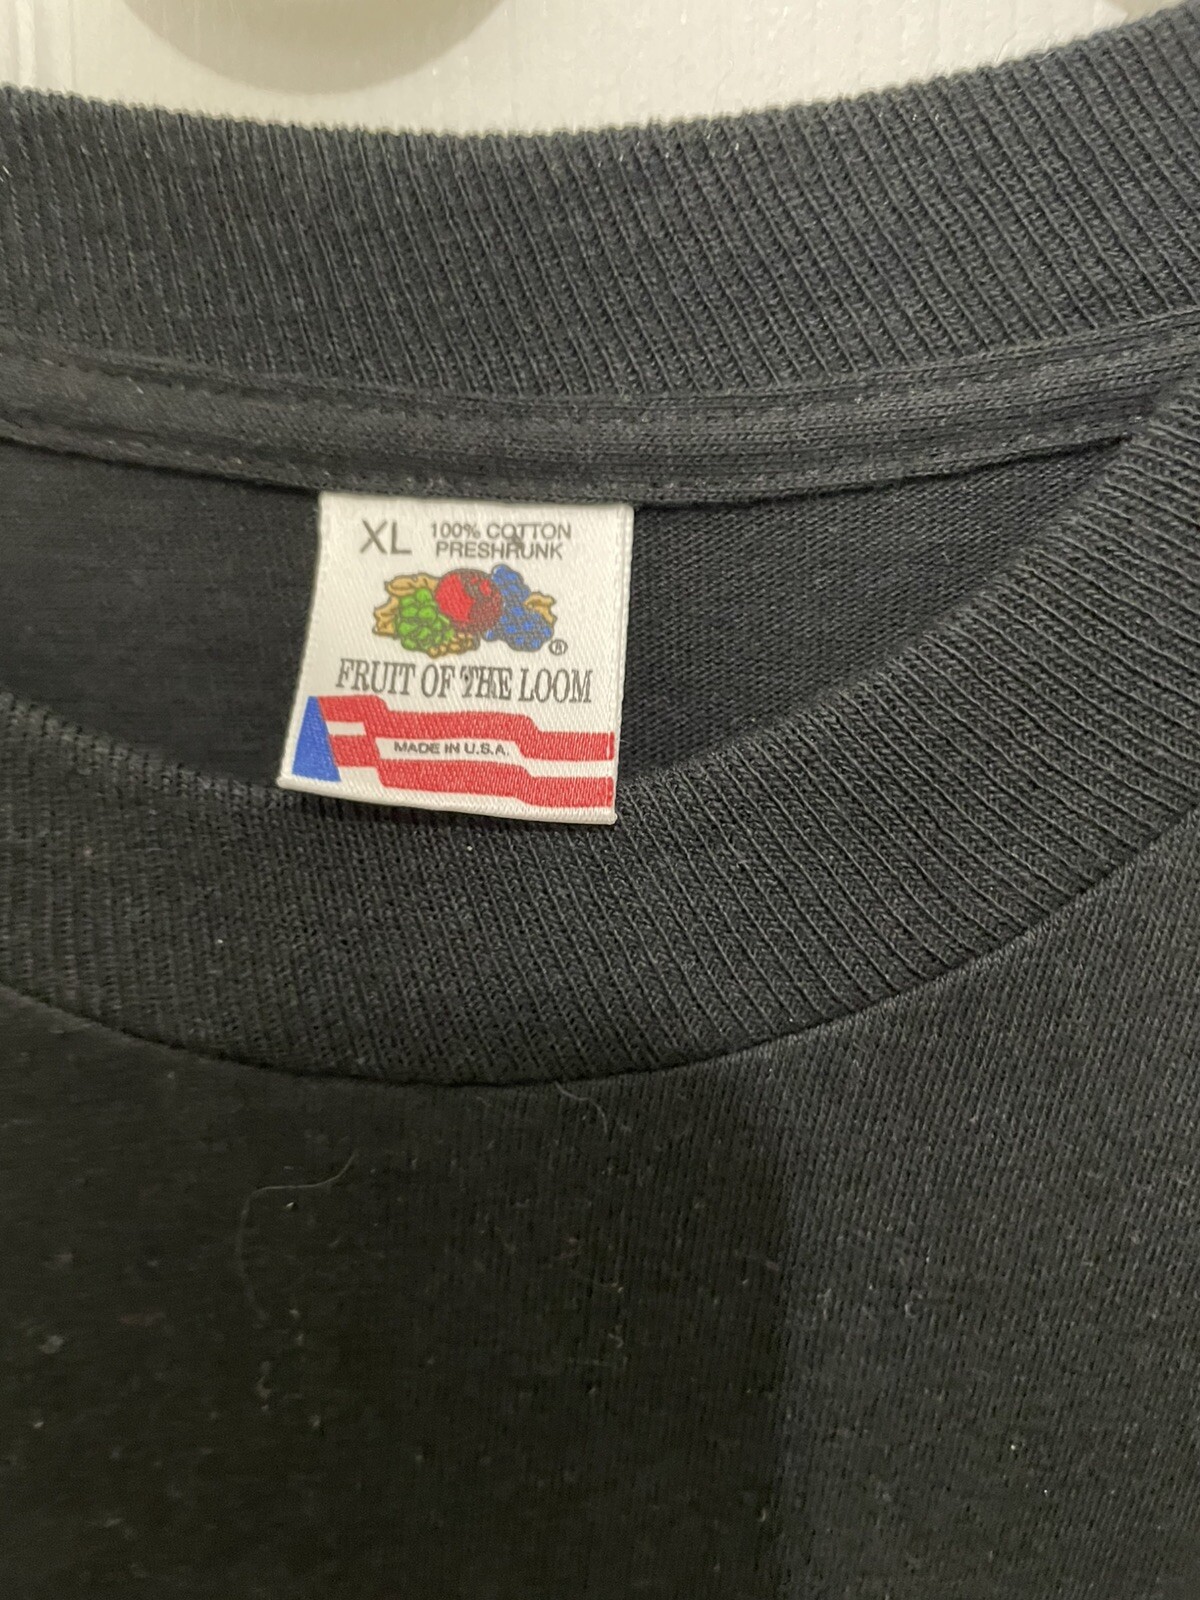 XL 100% COTTON
PRESHRUNK
®
FRUIT OF THE LOOM
MADE IN U.S.A.